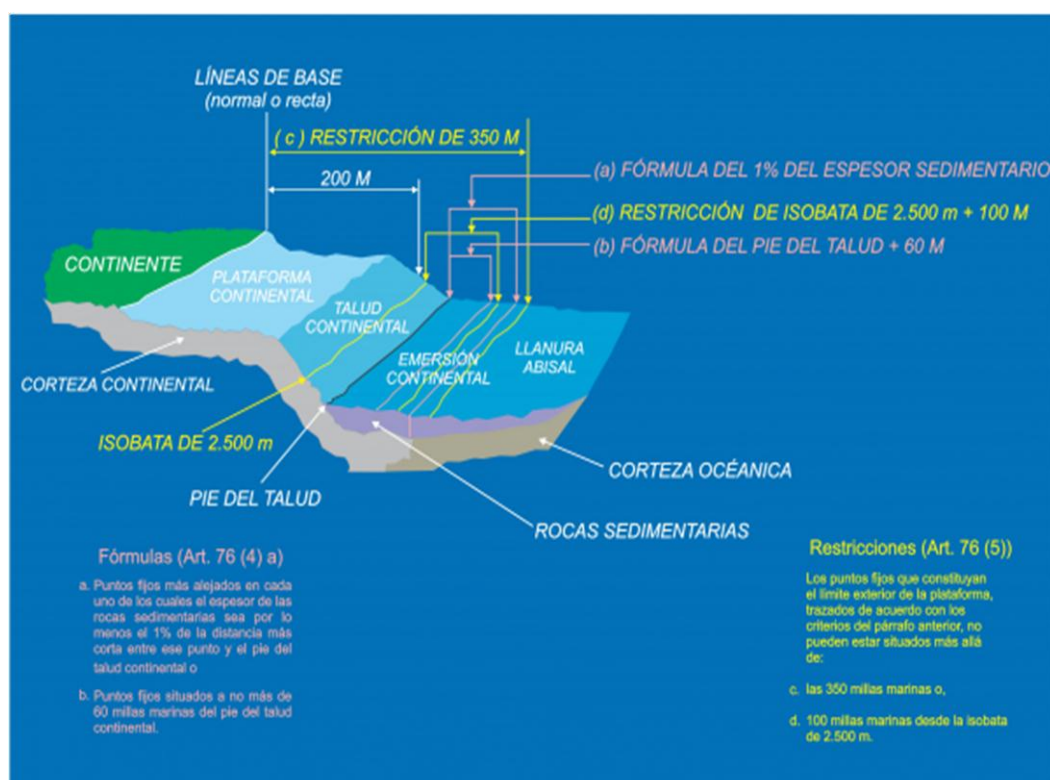 LÍNEAS DE BASE
(normal o recta)
( c ) RESTRICCIÓN DE 350 M
200 M
(a) FÓRMULA DEL 1% DEL ESPESOR SEDIMENTARIO
(d) RESTRICCIÓN DE ISOBATA DE 2.500 m + 100 M
(b) FÓRMULA DEL PIE DEL TALUD + 60 M
CONTINENTE
PLATAFORMA
CONTINENTAL
TALUD
CONTINENTAL
EMERSIÓN
CONTINENTAL
LLANURA
ABISAL
CORTEZA CONTINENTAL
ISOBATA DE 2.500 m
PIE DEL TALUD
CORTEZA OCÉANICA
ROCAS SEDIMENTARIAS
Fórmulas (Art. 76 (4) a)
a. Puntos fijos más alejados en cada
uno de los cuales el espesor de las
rocas sedimentarias sea por lo
menos el 1% de la distancia más
corta entre ese punto y el pie del
talud continental o
b. Puntos fijos situados a no más de
60 millas marinas del pie del talud
continental.
Restricciones (Art. 76 (5))
Los puntos fijos que constituyan
el límite exterior de la plataforma,
trazados de acuerdo con los
criterios del párrafo anterior, no
pueden estar situados más allá
de:
c. las 350 millas marinas o,
d. 100 millas marinas desde la isobata
de 2.500 m.